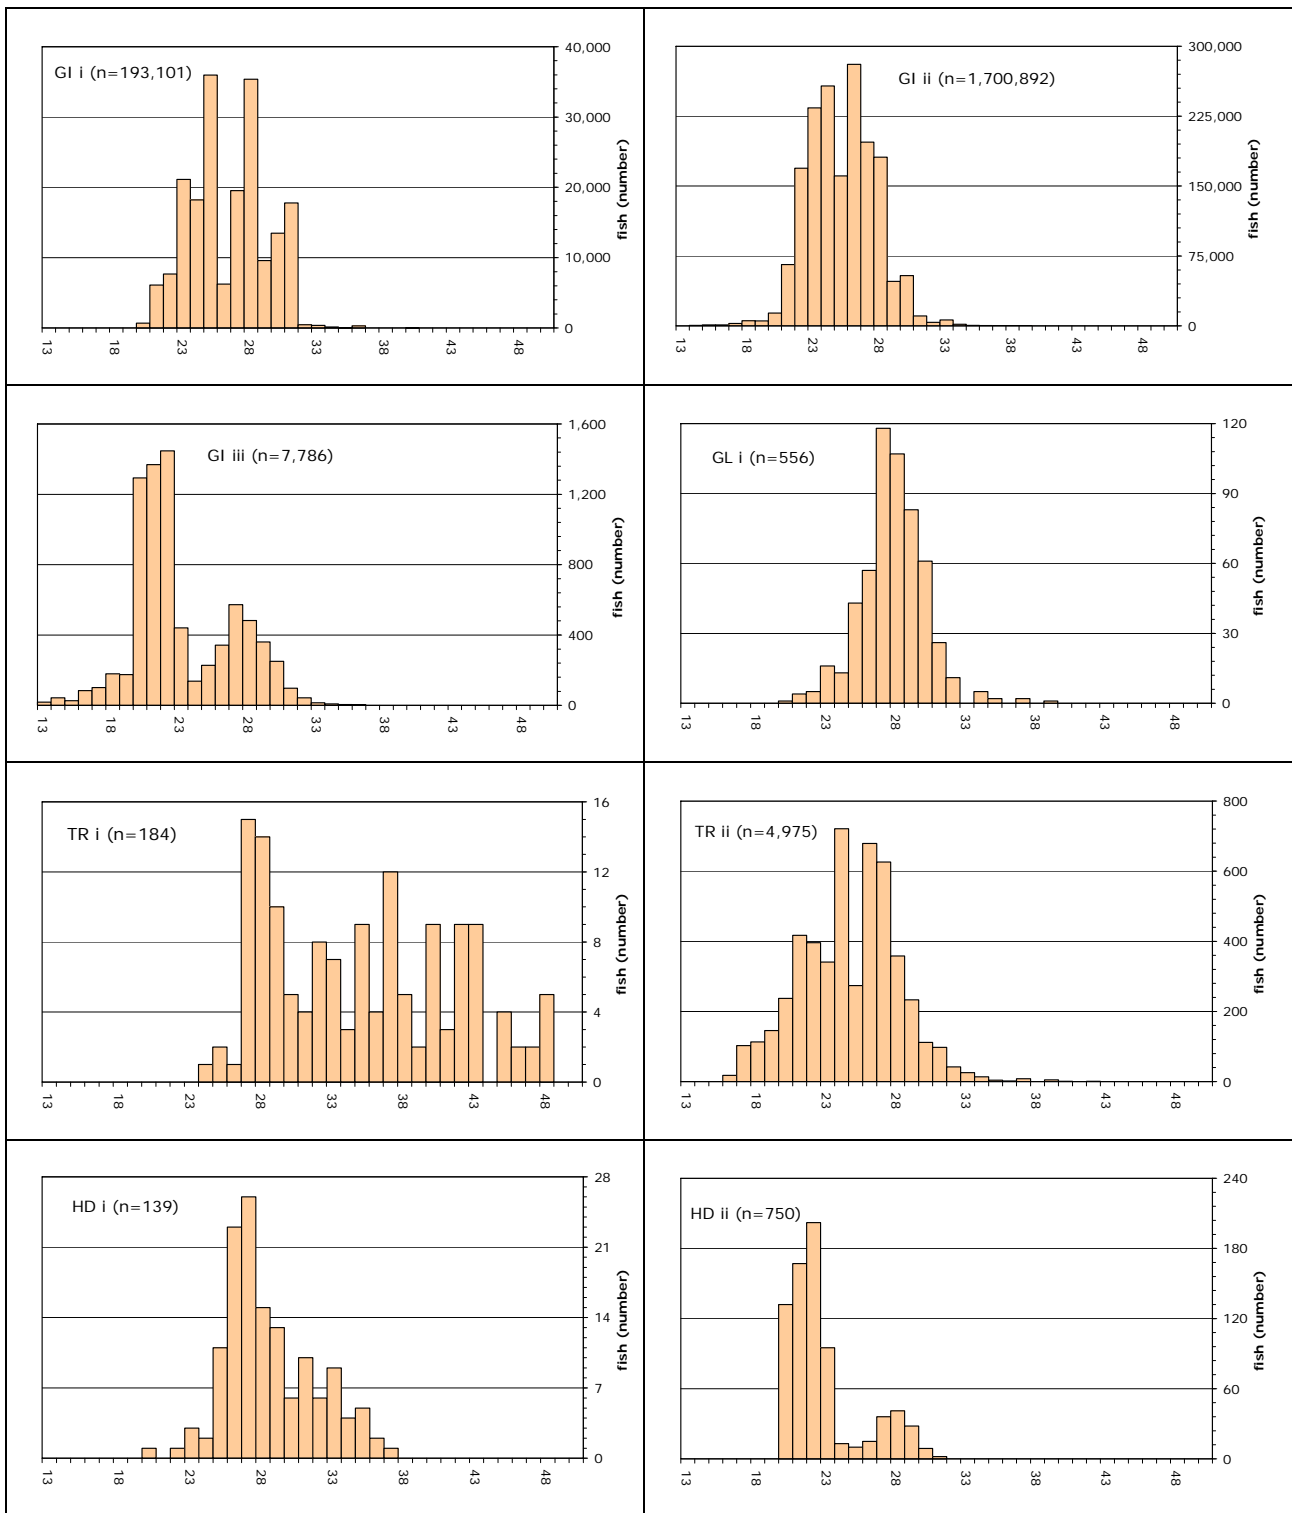 GI i (n=193,101)
40,000
30,000
20,000
10,000
0
fish (number)
13 18 23 28 33 38 43 48
GI ii (n=1,700,892)
300,000
225,000
150,000
75,000
0
fish (number)
13 18 23 28 33 38 43 48
GI iii (n=7,786)
1,600
1,200
800
400
0
fish (number)
13 18 23 28 33 38 43 48
GL i (n=556)
120
90
60
30
0
fish (number)
13 18 23 28 33 38 43 48
TR i (n=184)
16
12
8
4
0
fish (number)
13 18 23 28 33 38 43 48
TR ii (n=4,975)
800
600
400
200
0
fish (number)
13 18 23 28 33 38 43 48
HD i (n=139)
28
21
14
7
0
fish (number)
13 18 23 28 33 38 43 48
HD ii (n=750)
240
180
120
60
0
fish (number)
13 18 23 28 33 38 43 48